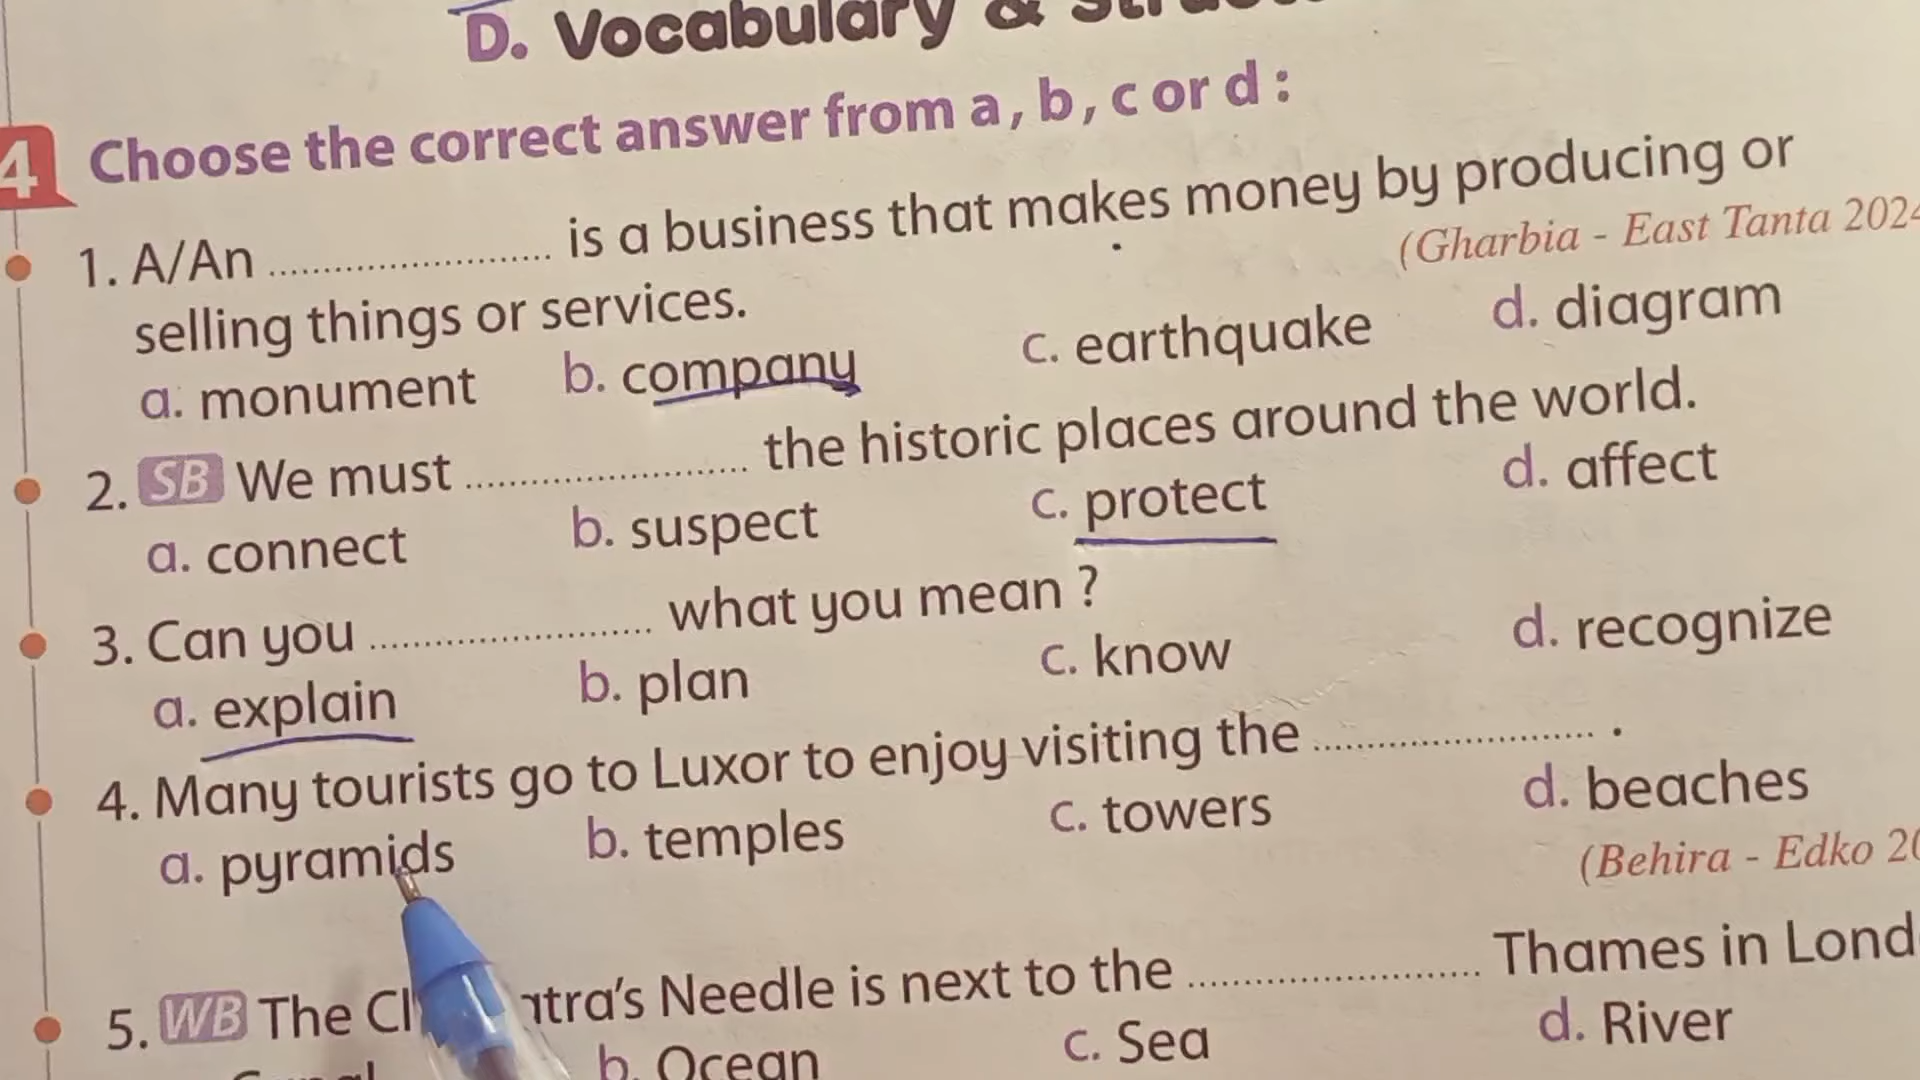 D. Vocabulary &
4 Choose the correct answer from a, b, c or d :
1. A/An ........................ is a business that makes money by producing or
selling things or services.
(Gharbia - East Tanta 2024
a. monument b. company c. earthquake d. diagram
2. SB We must ........................ the historic places around the world.
a. connect b. suspect c. protect d. affect
3. Can you ........................ what you mean ?
a. explain b. plan c. know d. recognize
4. Many tourists go to Luxor to enjoy visiting the ........................ .
a. pyramids b. temples c. towers d. beaches
(Behira - Edko 20
5. WB The Cl atra's Needle is next to the ........................ Thames in Lond
b. Ocean c. Sea d. River